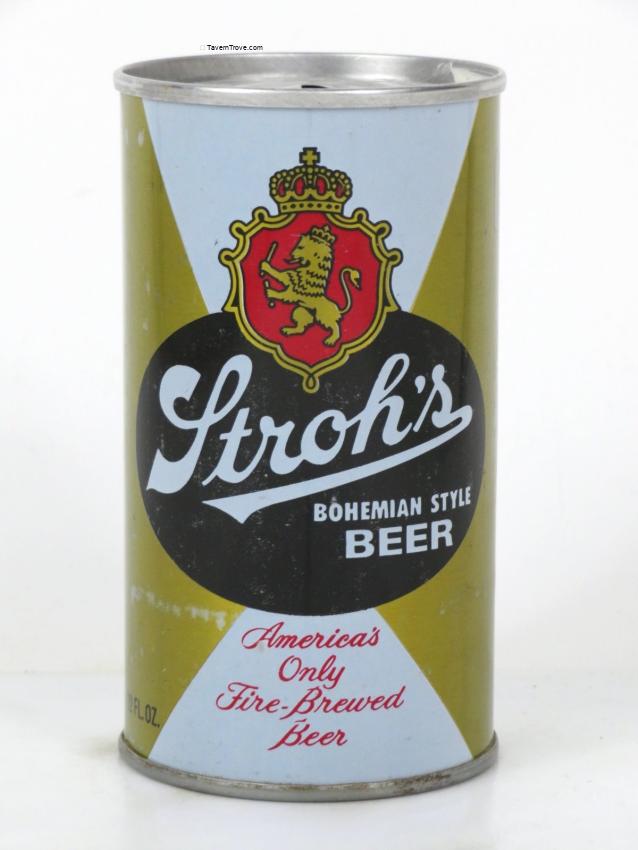 TavernTrove.com
Stroh's
BOHEMIAN STYLE
BEER
America's
Only
Fire-Brewed
Beer
FL. OZ.